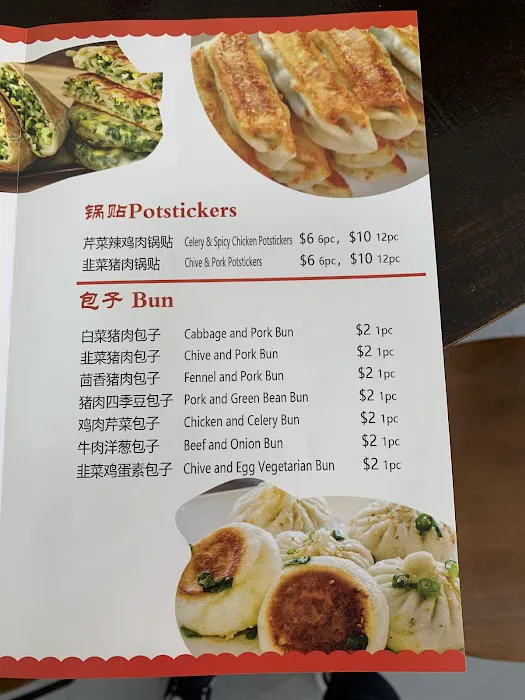 锅贴Potstickers
芹菜辣鸡肉锅贴 Celery & Spicy Chicken Potstickers $6 6pc, $10 12pc
韭菜猪肉锅贴 Chive & Pork Potstickers $6 6pc, $10 12pc
包子 Bun
白菜猪肉包子 Cabbage and Pork Bun $2 1pc
韭菜猪肉包子 Chive and Pork Bun $2 1pc
茴香猪肉包子 Fennel and Pork Bun $2 1pc
猪肉四季豆包子 Pork and Green Bean Bun $2 1pc
鸡肉芹菜包子 Chicken and Celery Bun $2 1pc
牛肉洋葱包子 Beef and Onion Bun $2 1pc
韭菜鸡蛋素包子 Chive and Egg Vegetarian Bun $2 1pc